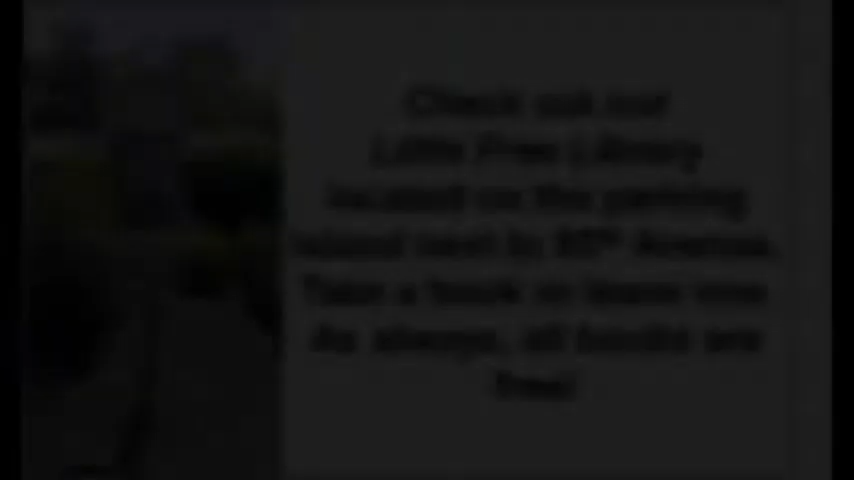 Check out our
Little Free Library
located on the parking
island next to 85th Avenue.
Take a book or leave one
As always, all books are
free!